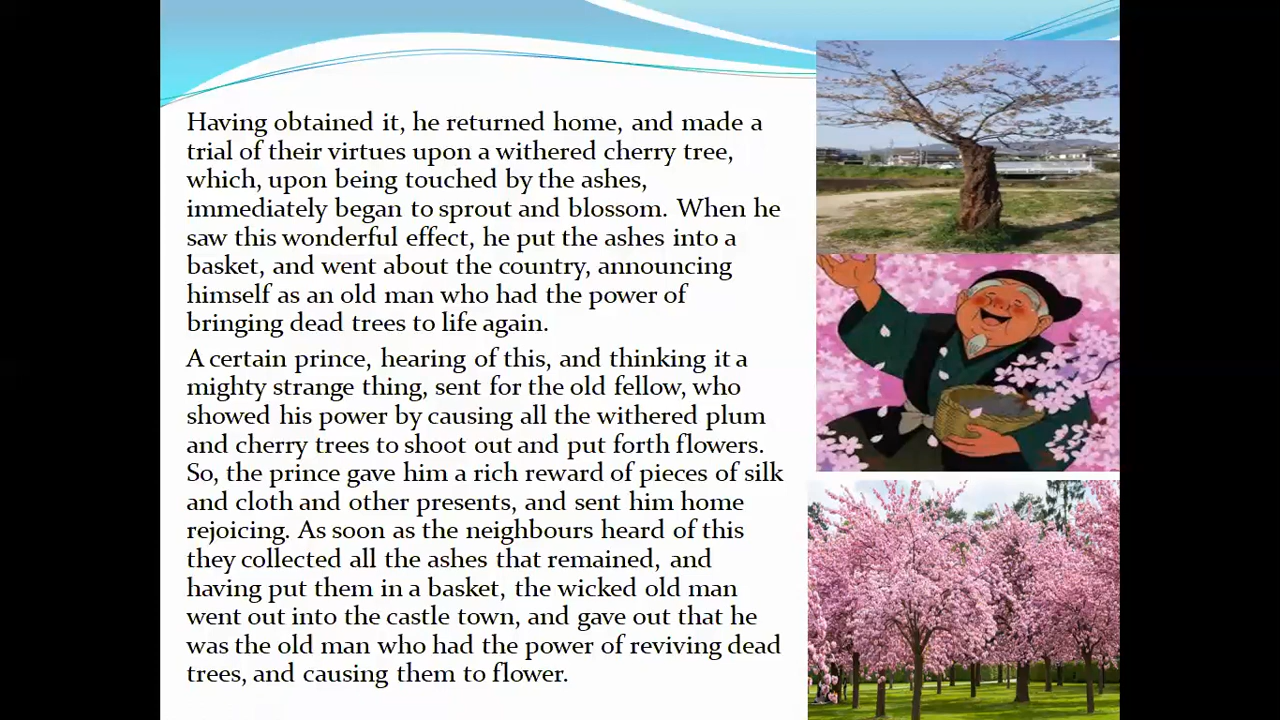 Having obtained it, he returned home, and made a
trial of their virtues upon a withered cherry tree,
which, upon being touched by the ashes,
immediately began to sprout and blossom. When he
saw this wonderful effect, he put the ashes into a
basket, and went about the country, announcing
himself as an old man who had the power of
bringing dead trees to life again.
A certain prince, hearing of this, and thinking it a
mighty strange thing, sent for the old fellow, who
showed his power by causing all the withered plum
and cherry trees to shoot out and put forth flowers.
So, the prince gave him a rich reward of pieces of silk
and cloth and other presents, and sent him home
rejoicing. As soon as the neighbours heard of this
they collected all the ashes that remained, and
having put them in a basket, the wicked old man
went out into the castle town, and gave out that he
was the old man who had the power of reviving dead
trees, and causing them to flower.